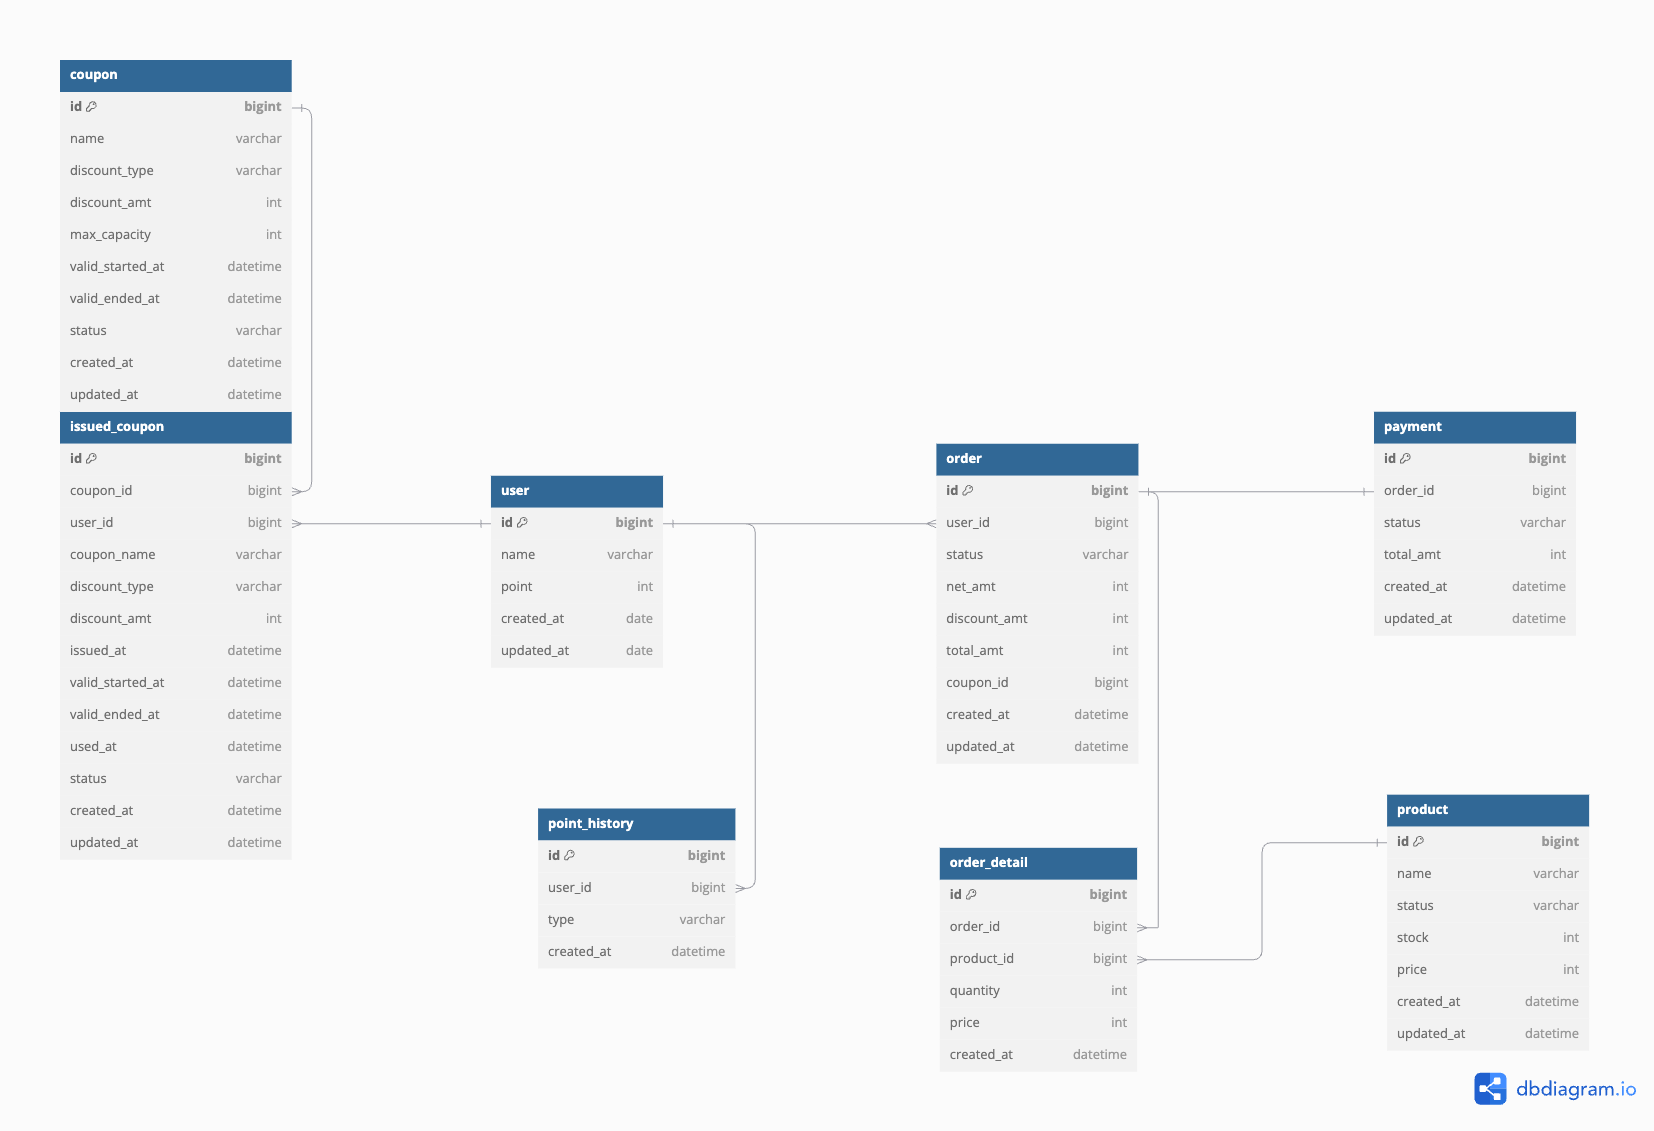 coupon
id bigint
name varchar
discount_type varchar
discount_amt int
max_capacity int
valid_started_at datetime
valid_ended_at datetime
status varchar
created_at datetime
updated_at datetime
issued_coupon
id bigint
coupon_id bigint
user_id bigint
coupon_name varchar
discount_type varchar
discount_amt int
issued_at datetime
valid_started_at datetime
valid_ended_at datetime
used_at datetime
status varchar
created_at datetime
updated_at datetime
user
id bigint
name varchar
point int
created_at date
updated_at date
point_history
id bigint
user_id bigint
type varchar
created_at datetime
order
id bigint
user_id bigint
status varchar
net_amt int
discount_amt int
total_amt int
coupon_id bigint
created_at datetime
updated_at datetime
order_detail
id bigint
order_id bigint
product_id bigint
quantity int
price int
created_at datetime
payment
id bigint
order_id bigint
status varchar
total_amt int
created_at datetime
updated_at datetime
product
id bigint
name varchar
status varchar
stock int
price int
created_at datetime
updated_at datetime
dbdiagram.io